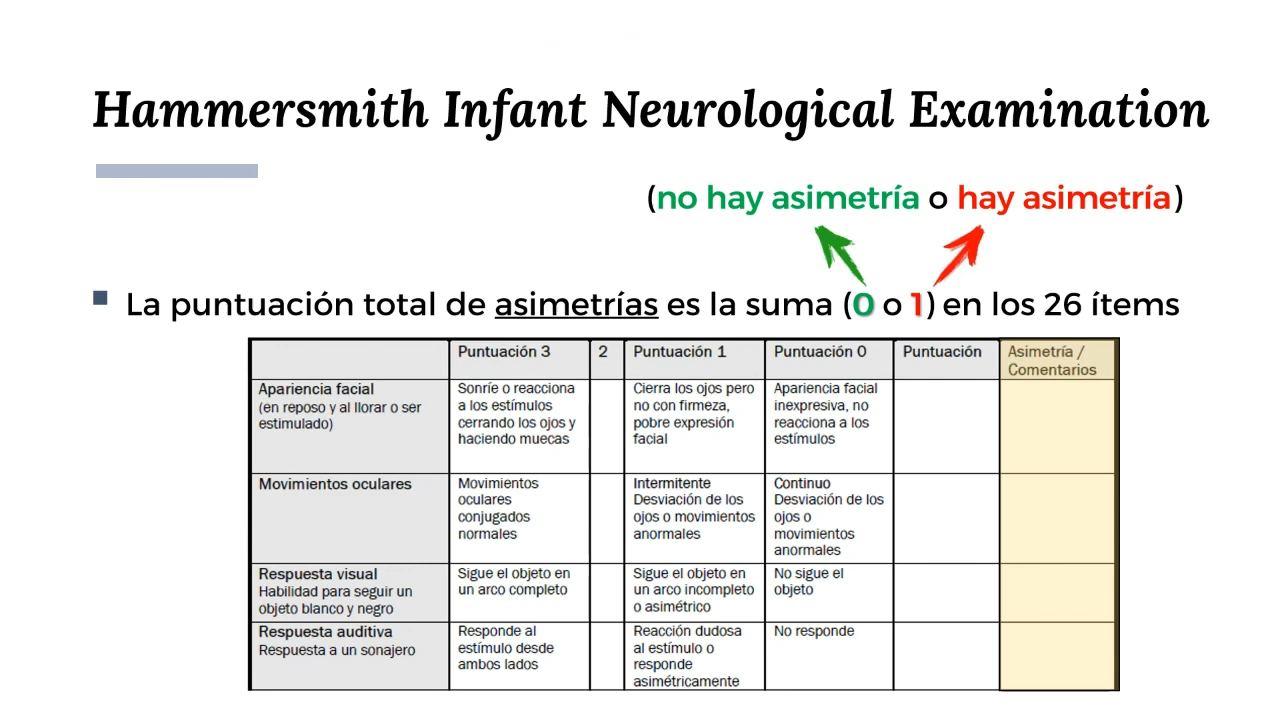 Hammersmith Infant Neurological Examination
(no hay asimetría o hay asimetría)
La puntuación total de asimetrías es la suma (0 o 1) en los 26 ítems
Puntuación 3
2
Puntuación 1
Puntuación 0
Puntuación
Asimetría /
Comentarios
Apariencia facial
(en reposo y al llorar o ser
estimulado)
Sonríe o reacciona
a los estímulos
cerrando los ojos y
haciendo muecas
Cierra los ojos pero
no con firmeza,
pobre expresión
facial
Apariencia facial
inexpresiva, no
reacciona a los
estímulos
Movimientos oculares
Movimientos
oculares
conjugados
normales
Intermitente
Desviación de los
ojos o movimientos
anormales
Continuo
Desviación de los
ojos o
movimientos
anormales
Respuesta visual
Habilidad para seguir un
objeto blanco y negro
Sigue el objeto en
un arco completo
Sigue el objeto en
un arco incompleto
o asimétrico
No sigue el
objeto
Respuesta auditiva
Respuesta a un sonajero
Responde al
estímulo desde
ambos lados
Reacción dudosa
al estímulo o
responde
asimétricamente
No responde